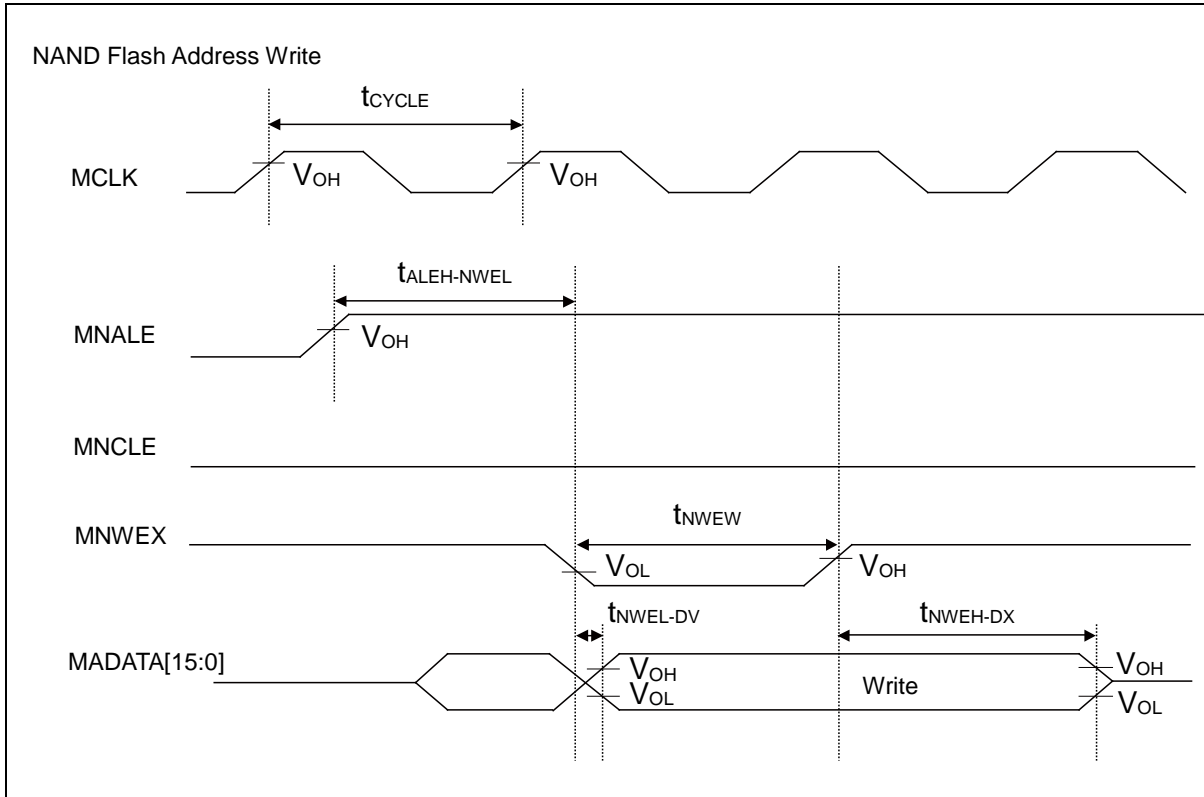 NAND Flash Address Write
tCYCLE
MCLK
VOH
VOH
tALEH-NWEL
MNALE
VOH
MNCLE
tNWEW
MNWEX
VOL
VOH
tNWEL-DV
tNWEH-DX
MADATA[15:0]
VOH
VOL
Write
VOH
VOL